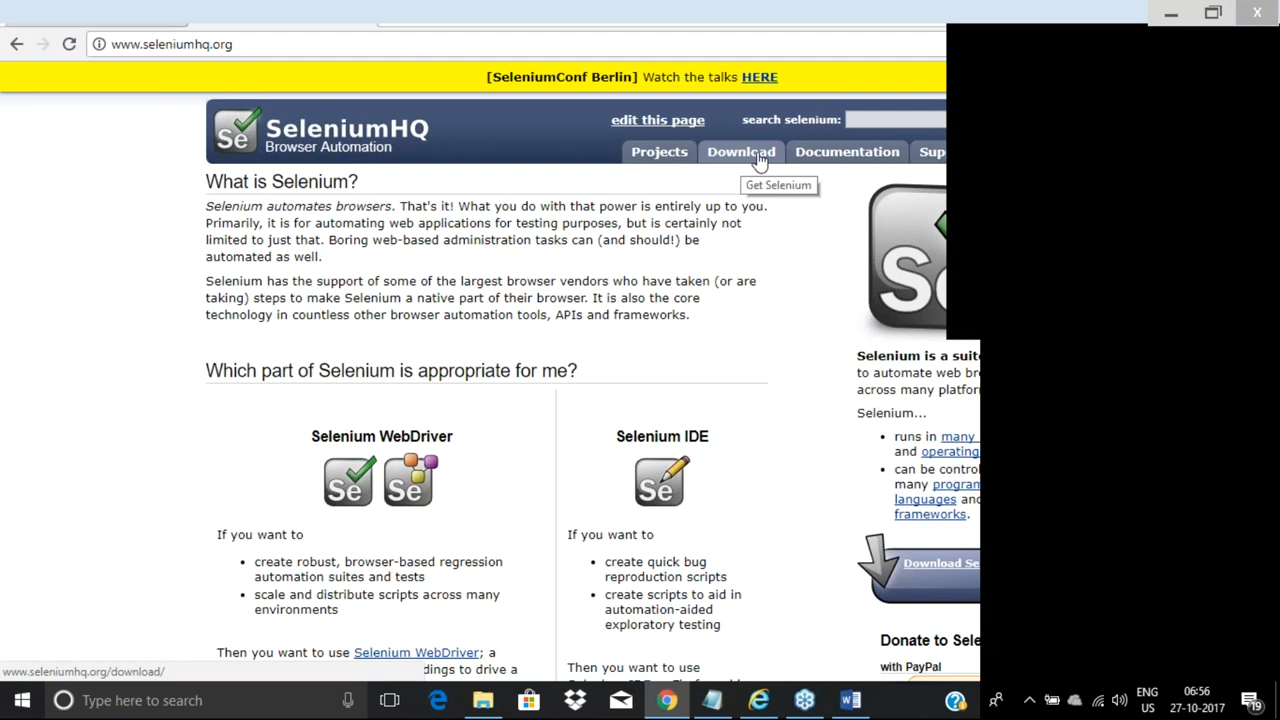 www.seleniumhq.org
[SeleniumConf Berlin] Watch the talks HERE
edit this page
search selenium:
Se
SeleniumHQ
Browser Automation
Projects
Download
Documentation
Sup
Get Selenium
What is Selenium?
Selenium automates browsers. That's it! What you do with that power is entirely up to you.
Primarily, it is for automating web applications for testing purposes, but is certainly not
limited to just that. Boring web-based administration tasks can (and should!) be
automated as well.
Selenium has the support of some of the largest browser vendors who have taken (or are
taking) steps to make Selenium a native part of their browser. It is also the core
technology in countless other browser automation tools, APIs and frameworks.
Which part of Selenium is appropriate for me?
Selenium WebDriver
Se Se
If you want to
create robust, browser-based regression
automation suites and tests
scale and distribute scripts across many
environments
Then you want to use Selenium WebDriver; a
dings to drive a
Selenium IDE
Se
If you want to
create quick bug
reproduction scripts
create scripts to aid in
automation-aided
exploratory testing
Then you want to use
Selenium is a suit
to automate web br
across many platfor
Selenium...
runs in many
and operating
can be contro
many program
languages and
frameworks.
Download Se
Donate to Sele
with PayPal
www.seleniumhq.org/download/
Type here to search
ENG
US
06:56
27-10-2017
19